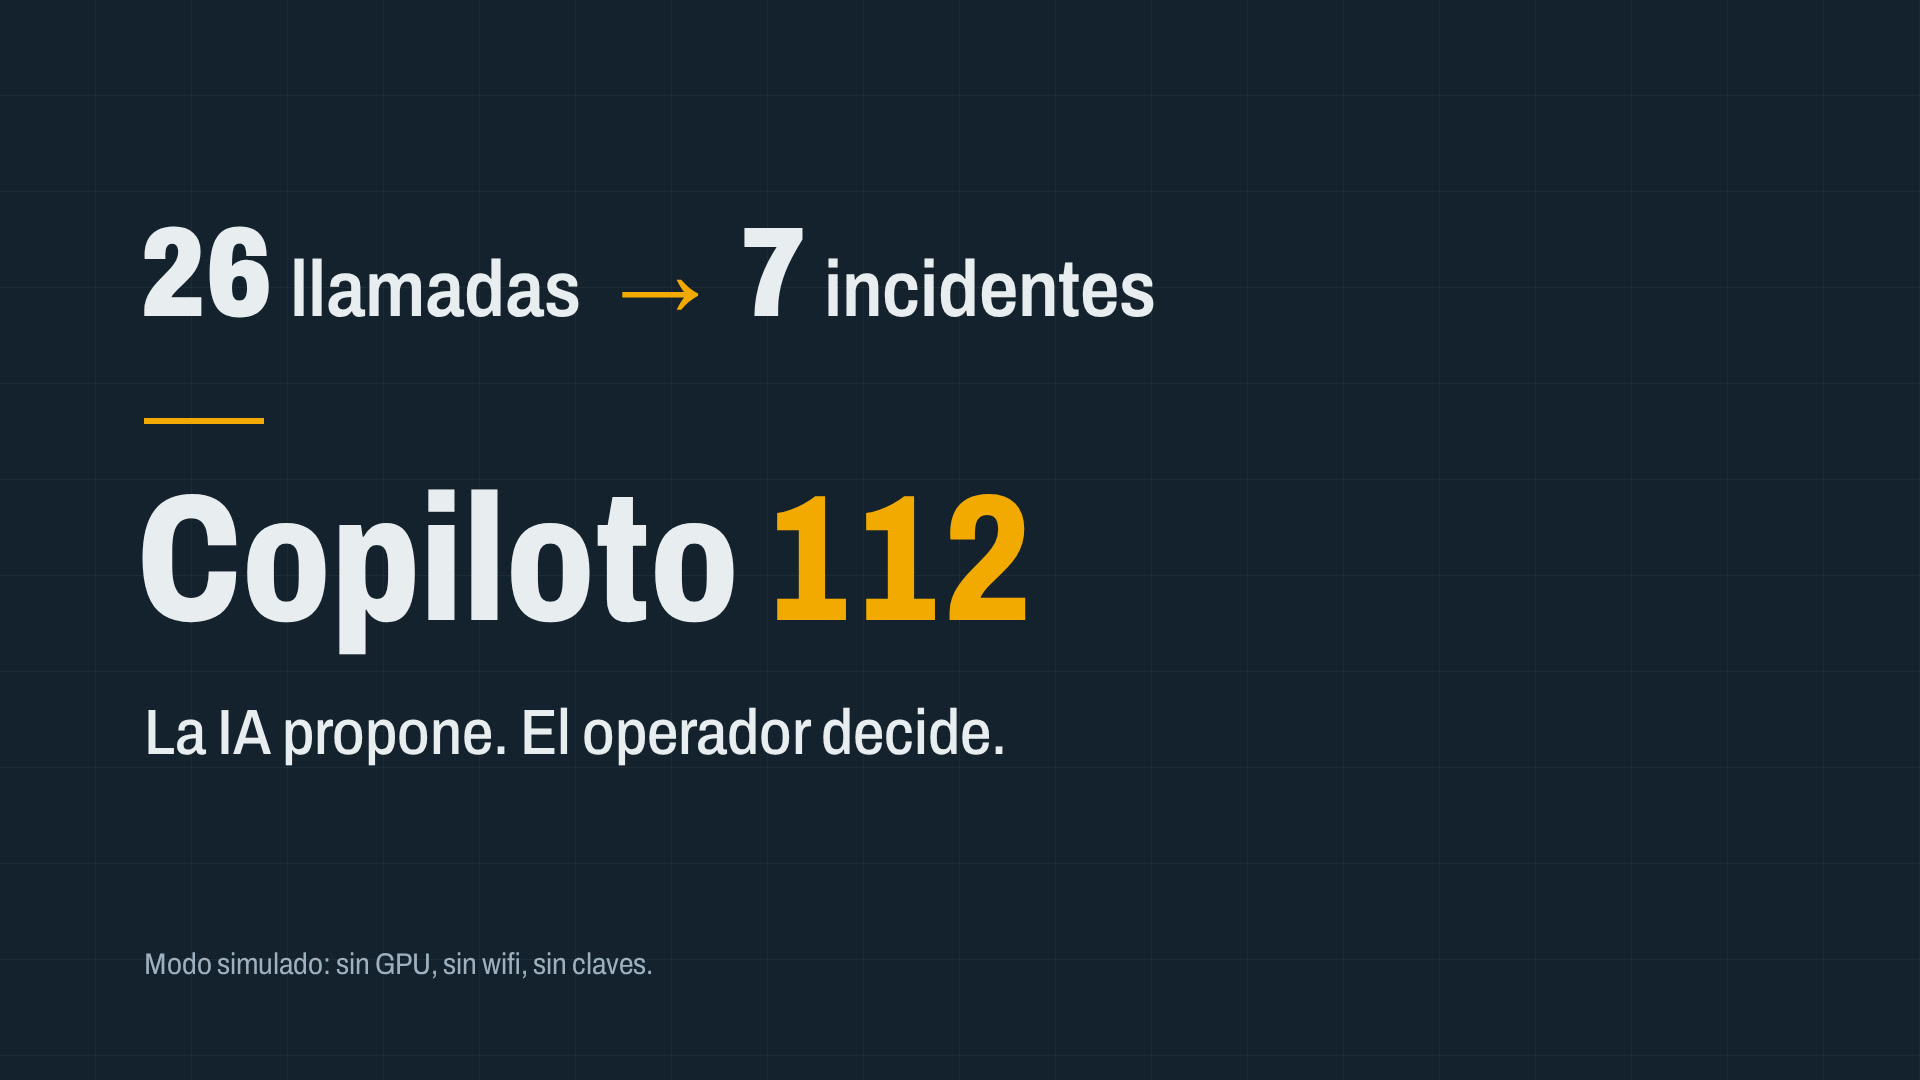 26 llamadas → 7 incidentes
Copiloto 112
La IA propone. El operador decide.
Modo simulado: sin GPU, sin wifi, sin claves.